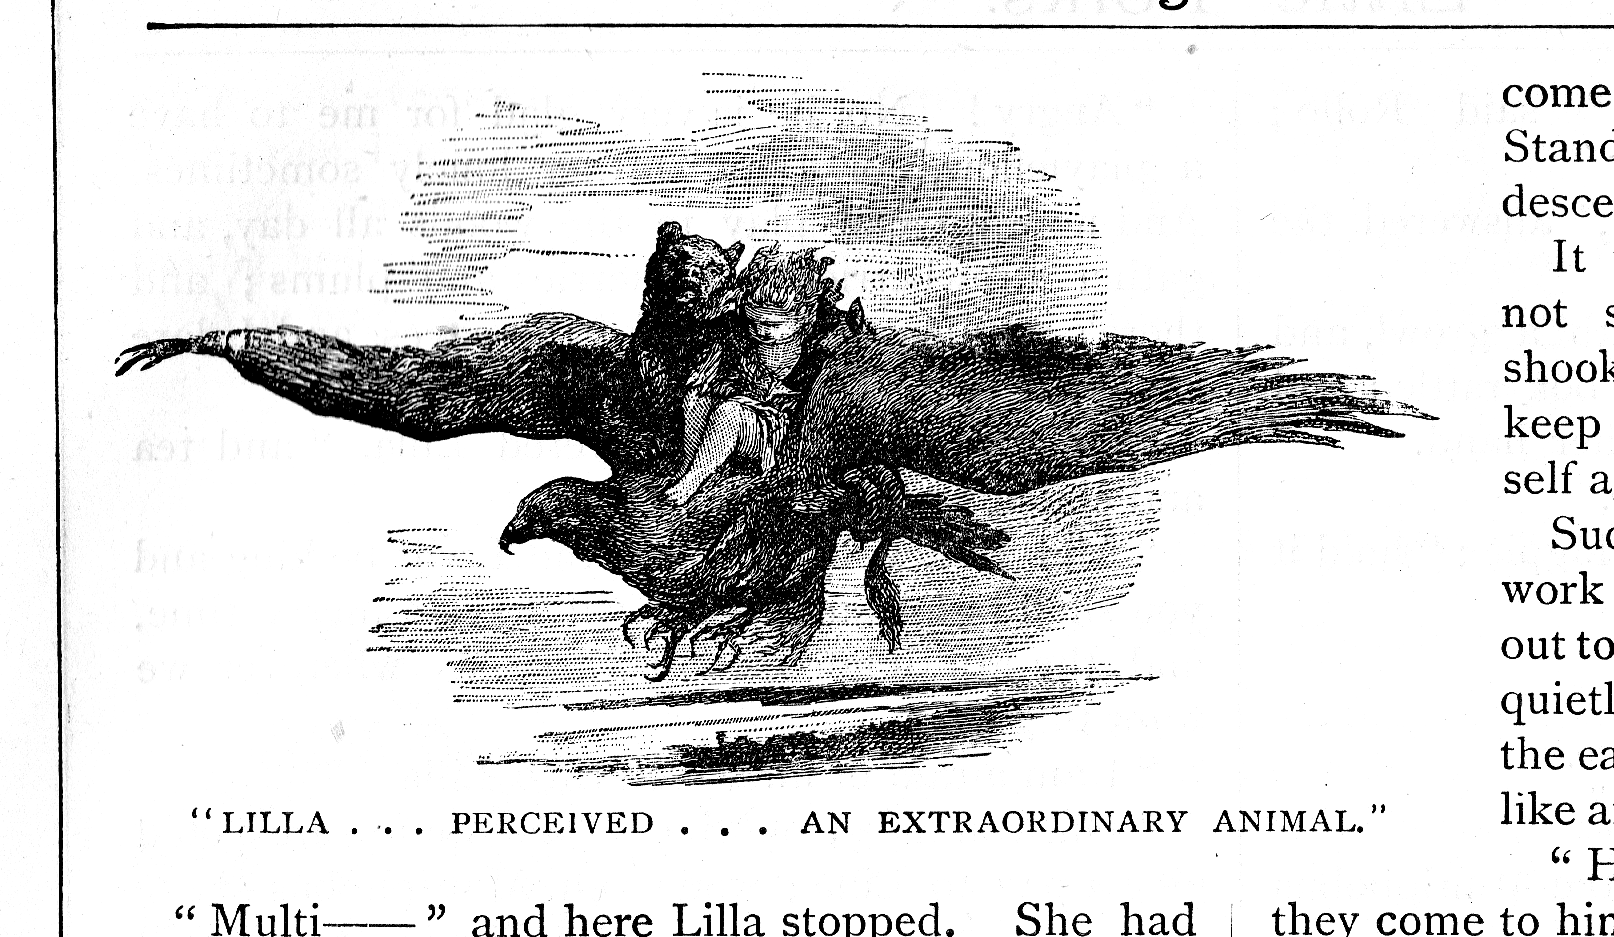 "LILLA . . . PERCEIVED . . . AN EXTRAORDINARY ANIMAL."
"Multi—— " and here Lilla stopped. She had
come
Stand
desce
It
not s
shook
keep
self a
Suc
work
out to
quietl
the ea
like a
" H
they come to hin